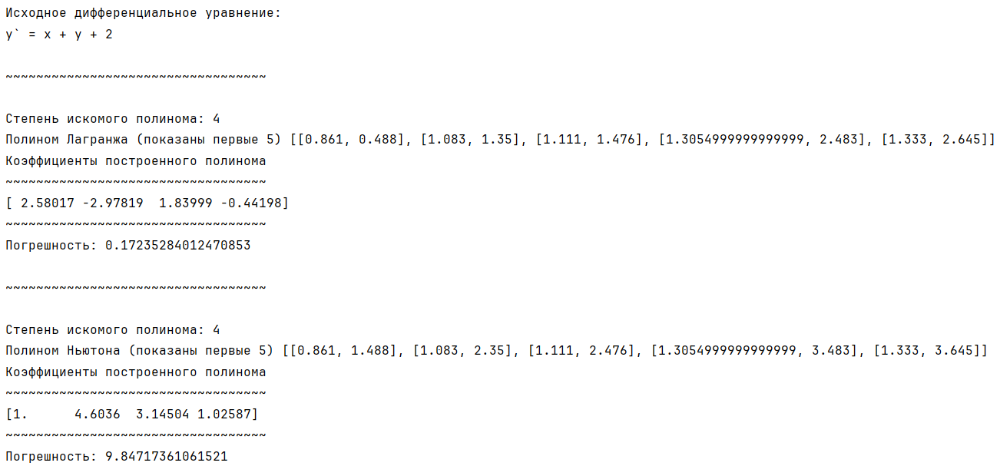 Исходное дифференциальное уравнение:
y` = x + y + 2
~~~~~~~~~~~~~~~~~~~~~~~~~~~~~~~~~~
Степень искомого полинома: 4
Полином Лагранжа (показаны первые 5) [[0.861, 0.488], [1.083, 1.35], [1.111, 1.476], [1.3054999999999999, 2.483], [1.333, 2.645]]
Коэффициенты построенного полинома
~~~~~~~~~~~~~~~~~~~~~~~~~~~~~~~~~~
[ 2.58017 -2.97819  1.83999 -0.44198]
~~~~~~~~~~~~~~~~~~~~~~~~~~~~~~~~~~
Погрешность: 0.17235284012470853
~~~~~~~~~~~~~~~~~~~~~~~~~~~~~~~~~~
Степень искомого полинома: 4
Полином Ньютона (показаны первые 5) [[0.861, 1.488], [1.083, 2.35], [1.111, 2.476], [1.3054999999999999, 3.483], [1.333, 3.645]]
Коэффициенты построенного полинома
~~~~~~~~~~~~~~~~~~~~~~~~~~~~~~~~~~
[1.      4.6036  3.14504 1.02587]
~~~~~~~~~~~~~~~~~~~~~~~~~~~~~~~~~~
Погрешность: 9.84717361061521